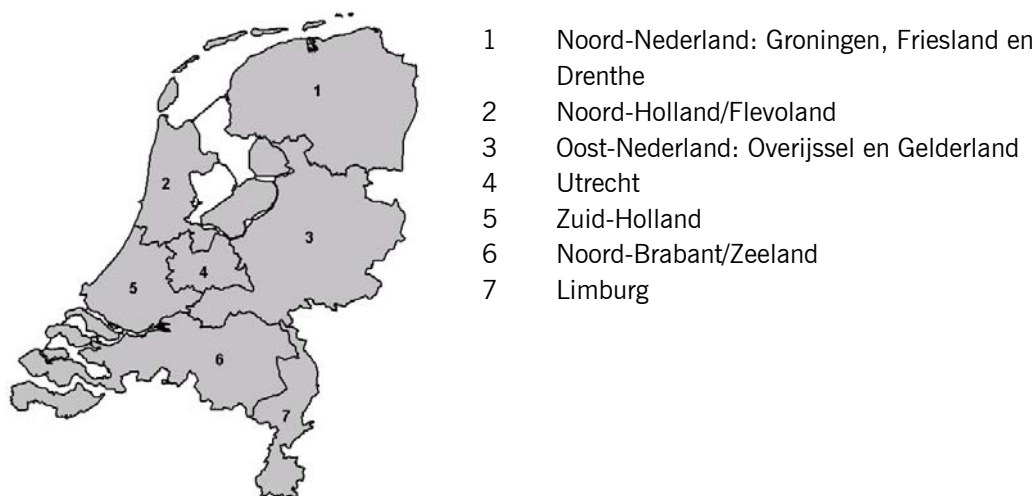 1 Noord-Nederland: Groningen, Friesland en
Drenthe
2 Noord-Holland/Flevoland
3 Oost-Nederland: Overijssel en Gelderland
4 Utrecht
5 Zuid-Holland
6 Noord-Brabant/Zeeland
7 Limburg
1
2
3
4
5
6
7